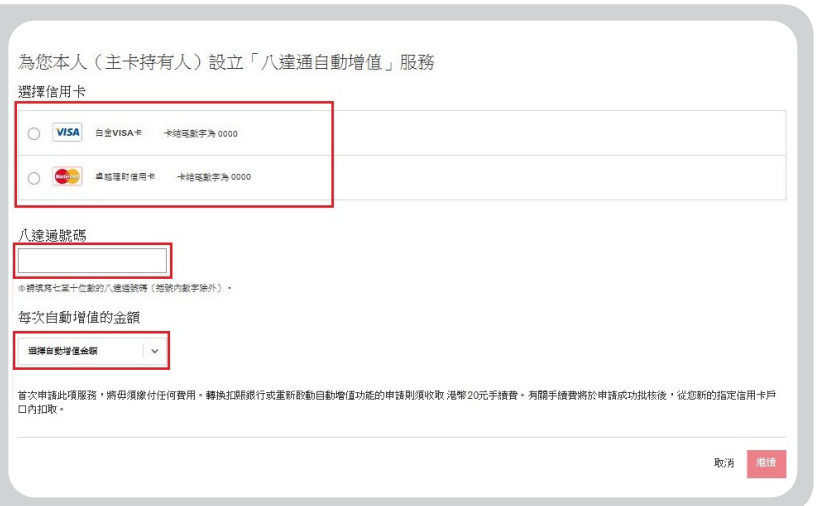 為您本人（主卡持有人）設立「八達通自動增值」服務
選擇信用卡
VISA 白金VISA卡 卡結尾數字為 0000
MasterCard 卓越理財信用卡 卡結尾數字為 0000
八達通號碼
①請填寫七至十位數的八達通號碼（括號內數字除外）。
每次自動增值的金額
選擇自動增值金額
首次申請此項服務，將毋須繳付任何費用。轉換扣賬銀行或重新啟動自動增值功能的申請則須收取 港幣20元手續費。有關手續費將於申請成功批核後，從您新的指定信用卡戶
口內扣取。
取消 繼續